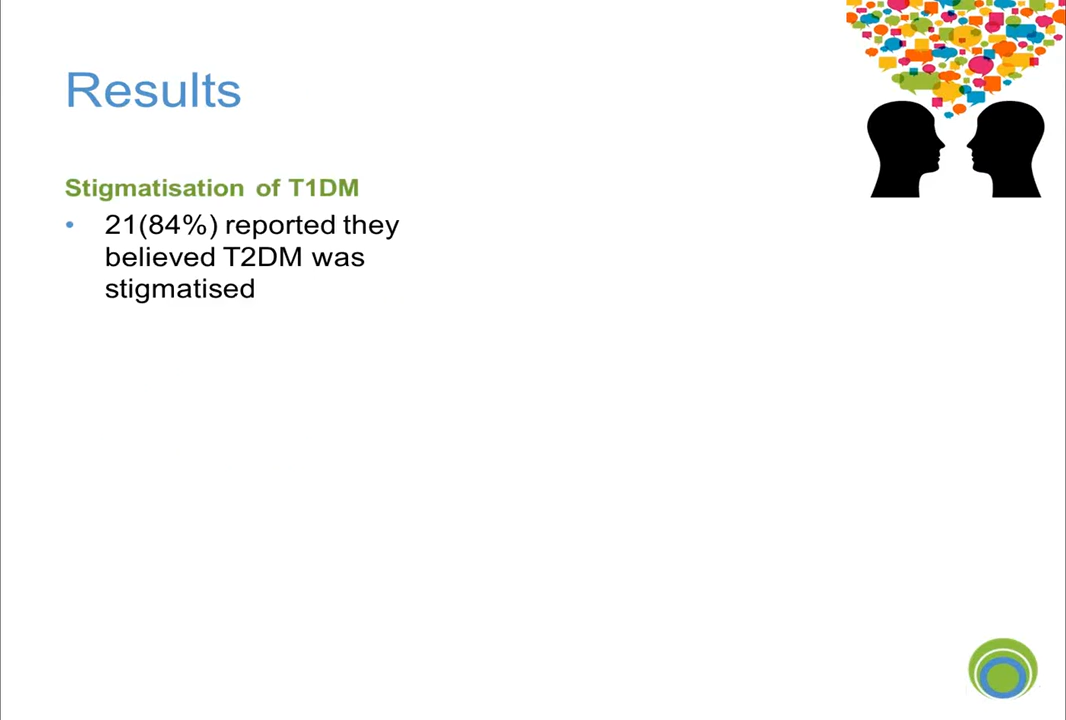 Results
Stigmatisation of T1DM
• 21(84%) reported they
believed T2DM was
stigmatised